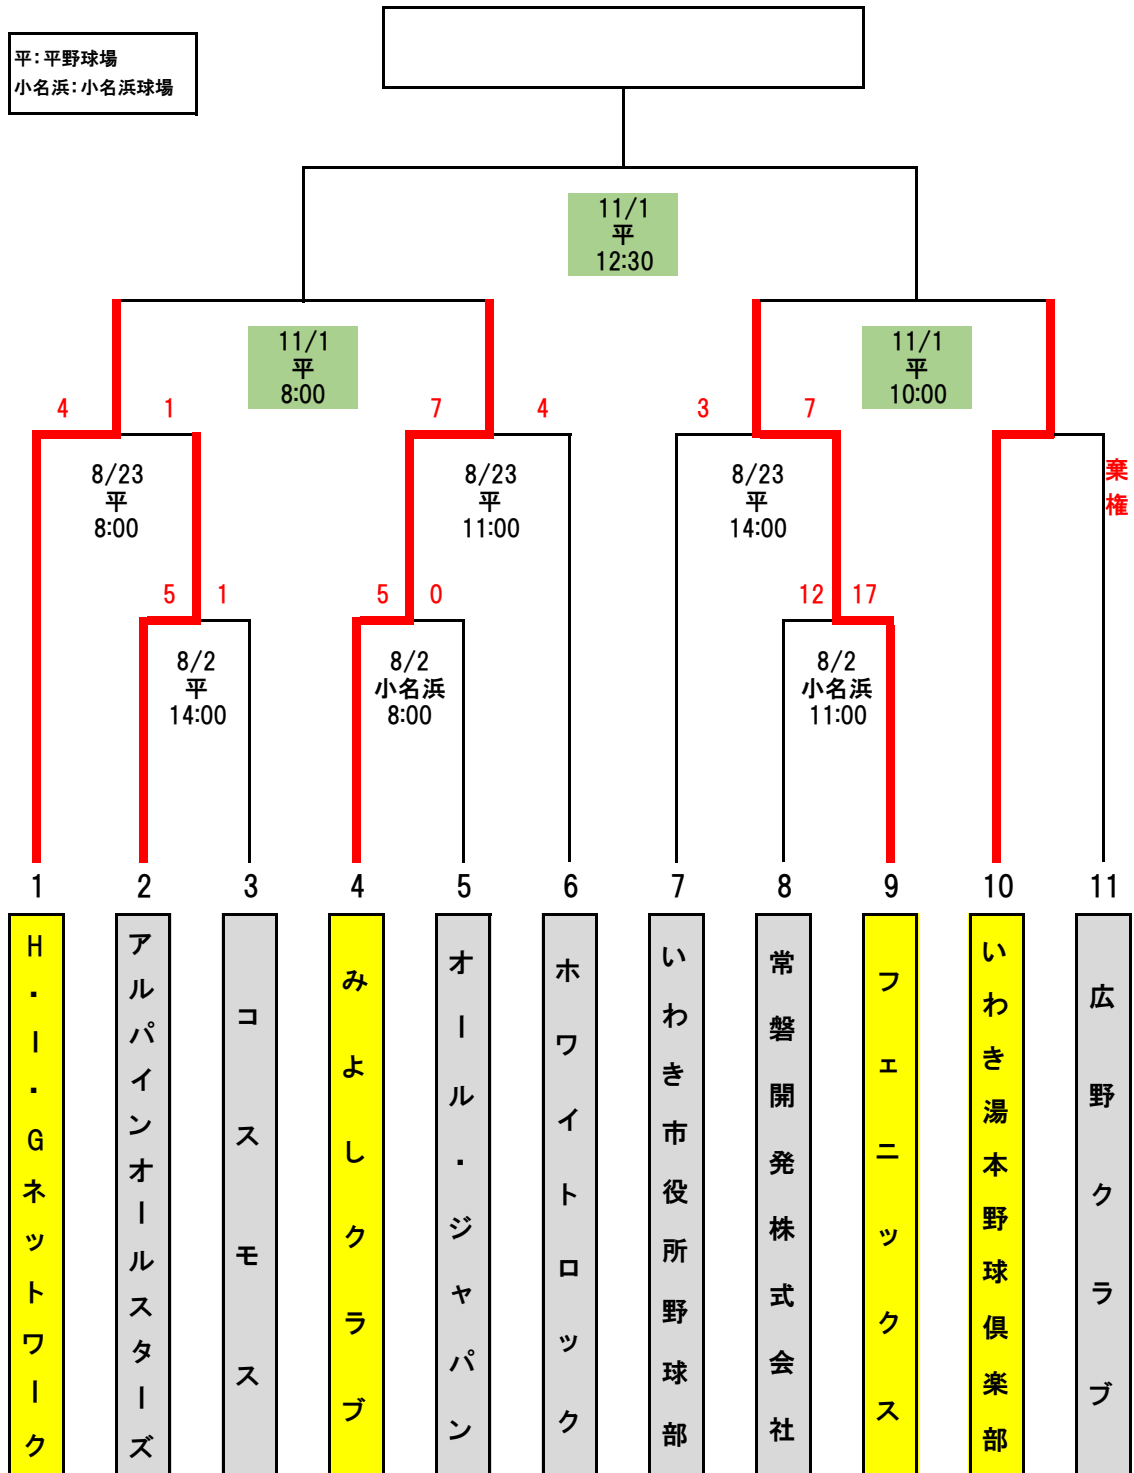 平：平野球場
小名浜：小名浜球場
11/1
平
12:30
11/1
平
8:00
11/1
平
10:00
4 1
7 4
3 7
8/23
平
8:00
8/23
平
11:00
8/23
平
14:00
棄権
5 1
5 0
12 17
8/2
平
14:00
8/2
小名浜
8:00
8/2
小名浜
11:00
1 2 3 4 5 6 7 8 9 10 11
H・I・Gネットワーク
アルパインオールスターズ
コスモス
みよしクラブ
オール・ジャパン
ホワイトロック
いわき市役所野球部
常磐開発株式会社
フェニックス
いわき湯本野球倶楽部
広野クラブ